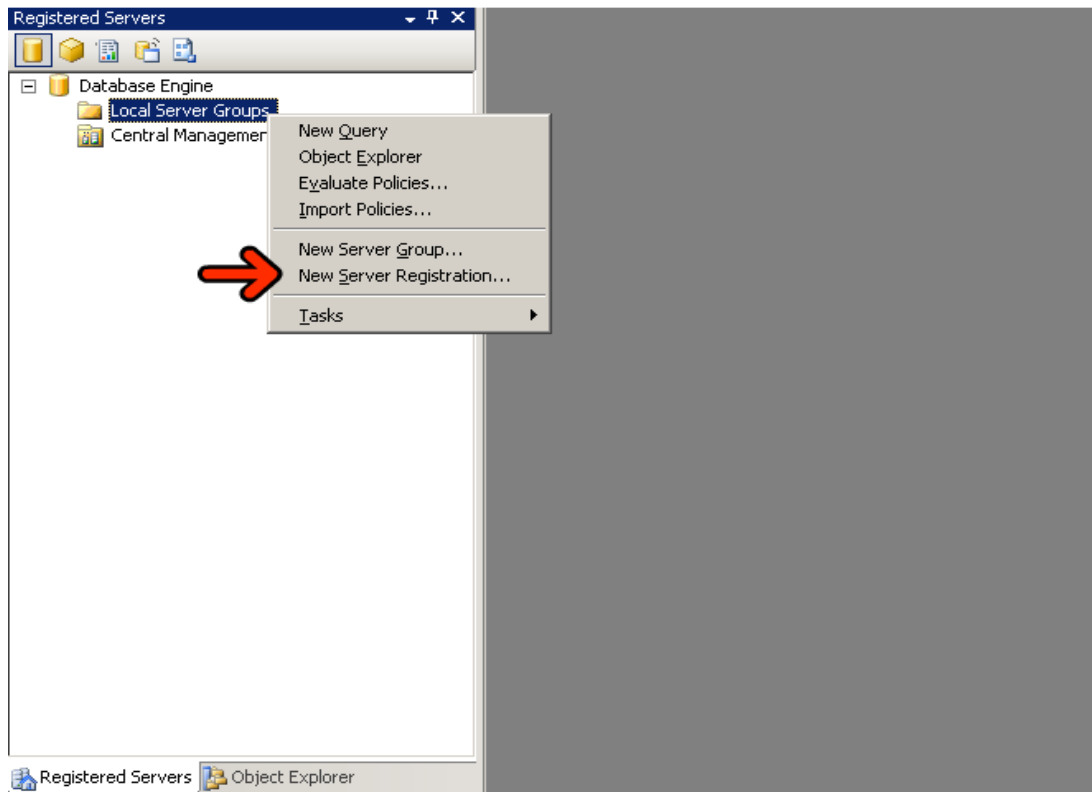 Registered Servers
Database Engine
Local Server Groups
Central Managemen
New Query
Object Explorer
Evaluate Policies...
Import Policies...
New Server Group...
New Server Registration...
Tasks
Registered Servers
Object Explorer